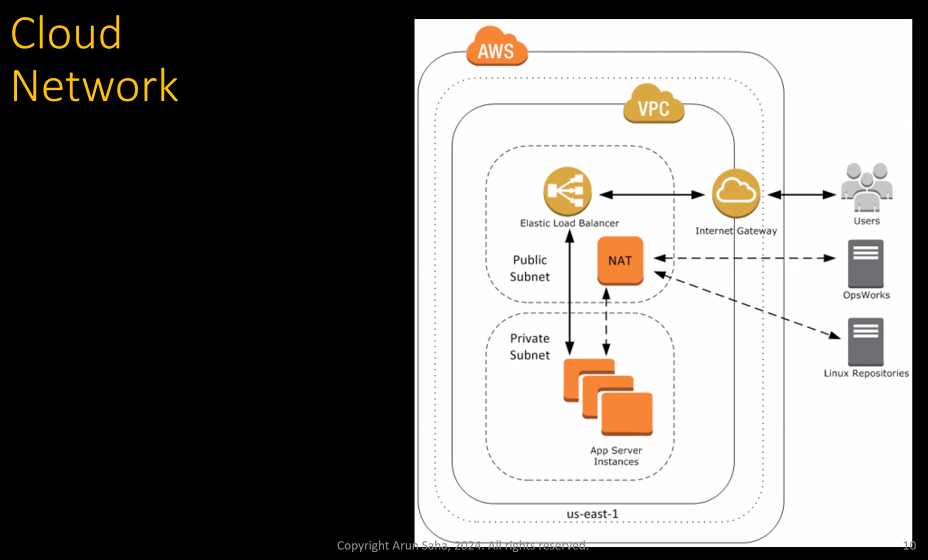 Cloud
Network
AWS
VPC
Elastic Load Balancer
Internet Gateway
Users
Public
Subnet
NAT
OpsWorks
Private
Subnet
Linux Repositories
App Server
Instances
us-east-1
Copyright Arun Saha, 2024. All rights reserved.
10